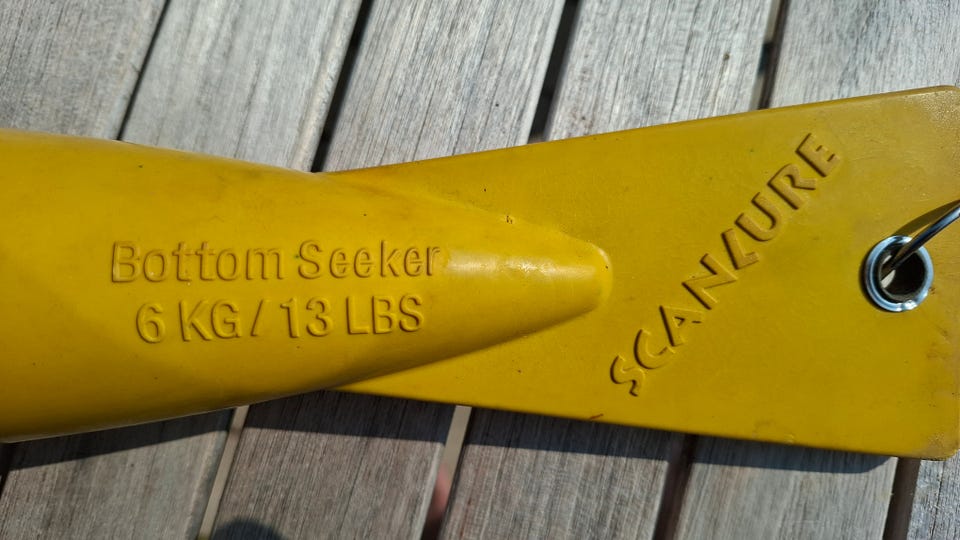 Bottom Seeker
6 KG / 13 LBS
SCANLURE